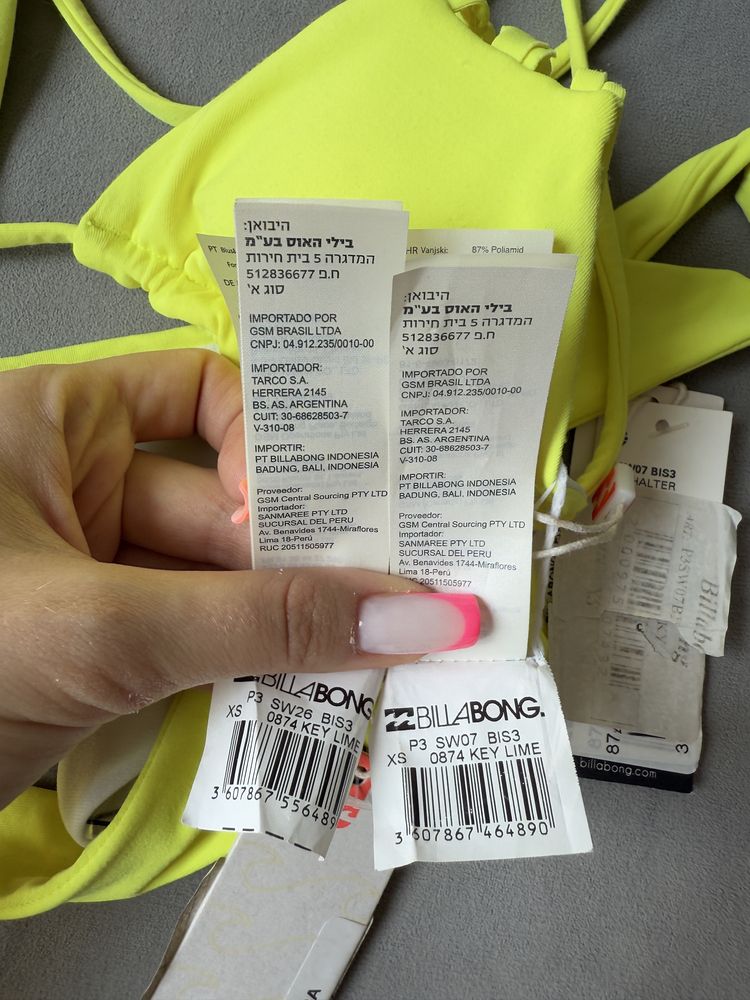 היבואן:
בילי האוס בע"מ
המדגרה 5 בית חירות
ח.פ 512836677
סוג א'
IMPORTADO POR
GSM BRASIL LTDA
CNPJ: 04.912.235/0010-00
IMPORTADOR:
TARCO S.A.
HERRERA 2145
BS. AS. ARGENTINA
CUIT: 30-68628503-7
V-310-08
IMPORTIR:
PT BILLABONG INDONESIA
BADUNG, BALI, INDONESIA
Proveedor:
GSM Central Sourcing PTY LTD
Importador:
SANMAREE PTY LTD
SUCURSAL DEL PERU
Av. Benavides 1744-Miraflores
Lima 18-Perú
RUC 20511505977
HR Vanjski: 87% Poliamid
היבואן:
בילי האוס בע"מ
המדגרה 5 בית חירות
ח.פ 512836677
סוג א'
IMPORTADO POR
GSM BRASIL LTDA
CNPJ: 04.912.235/0010-00
IMPORTADOR:
TARCO S.A.
HERRERA 2145
BS. AS. ARGENTINA
CUIT: 30-68628503-7
V-310-08
IMPORTIR:
PT BILLABONG INDONESIA
BADUNG, BALI, INDONESIA
Proveedor:
GSM Central Sourcing PTY LTD
Importador:
SANMAREE PTY LTD
SUCURSAL DEL PERU
Av. Benavides 1744-Miraflores
Lima 18-Perú
RUC 20511505977
BILLABONG
P3 SW26 BIS3
XS 0874 KEY LIME
3 607867 556489
BILLABONG.
P3 SW07 BIS3
XS 0874 KEY LIME
3 607867 464890
SW07 BIS3
HALTER
Billabong
billabong.com